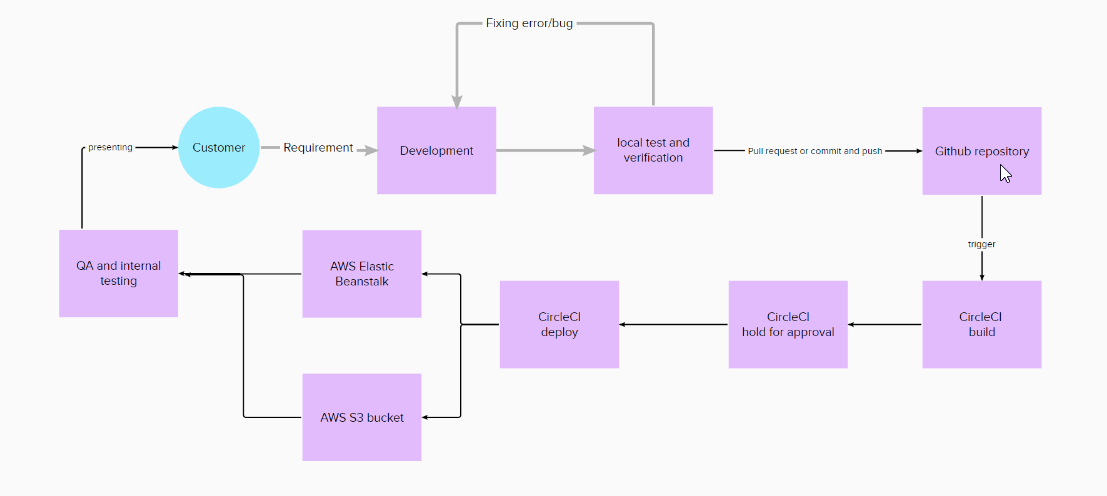 Fixing error/bug
presenting
Customer
Requirement
Development
local test and
verification
Pull request or commit and push
Github repository
trigger
QA and internal
testing
AWS Elastic
Beanstalk
CircleCI
deploy
CircleCI
hold for approval
CircleCI
build
AWS S3 bucket